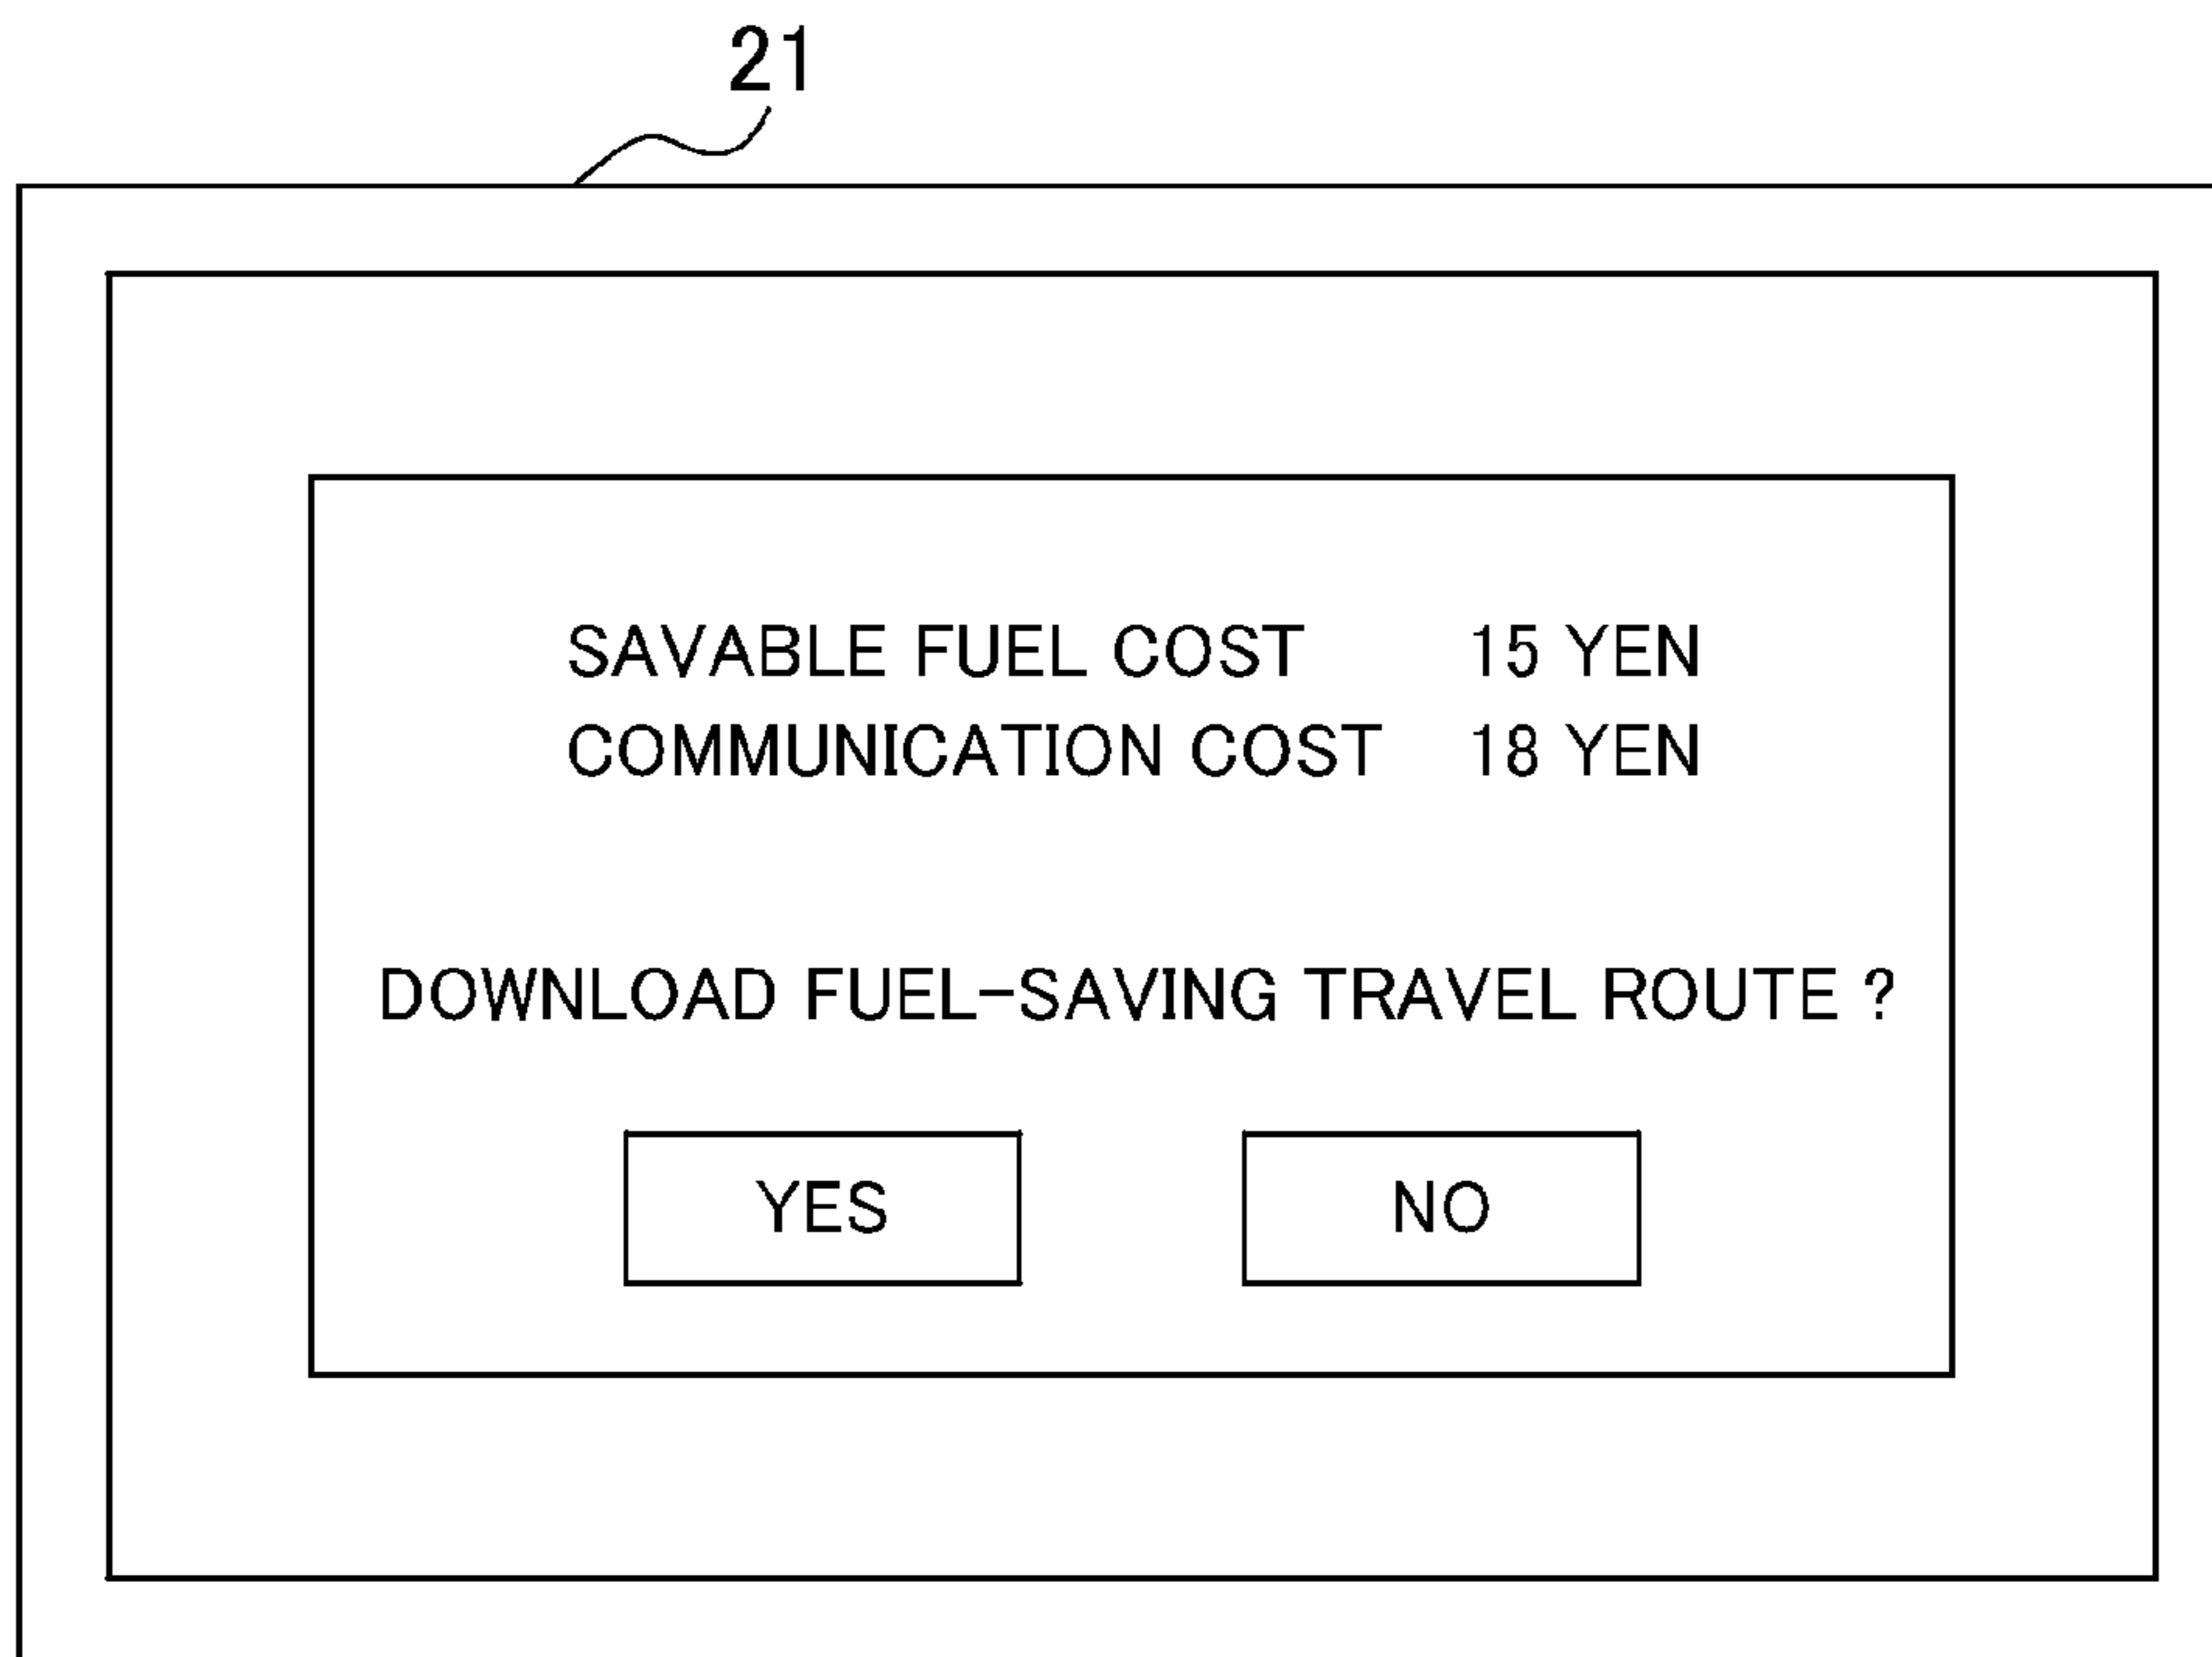 21
SAVABLE FUEL COST 15 YEN
COMMUNICATION COST 18 YEN
DOWNLOAD FUEL-SAVING TRAVEL ROUTE ?
YES NO